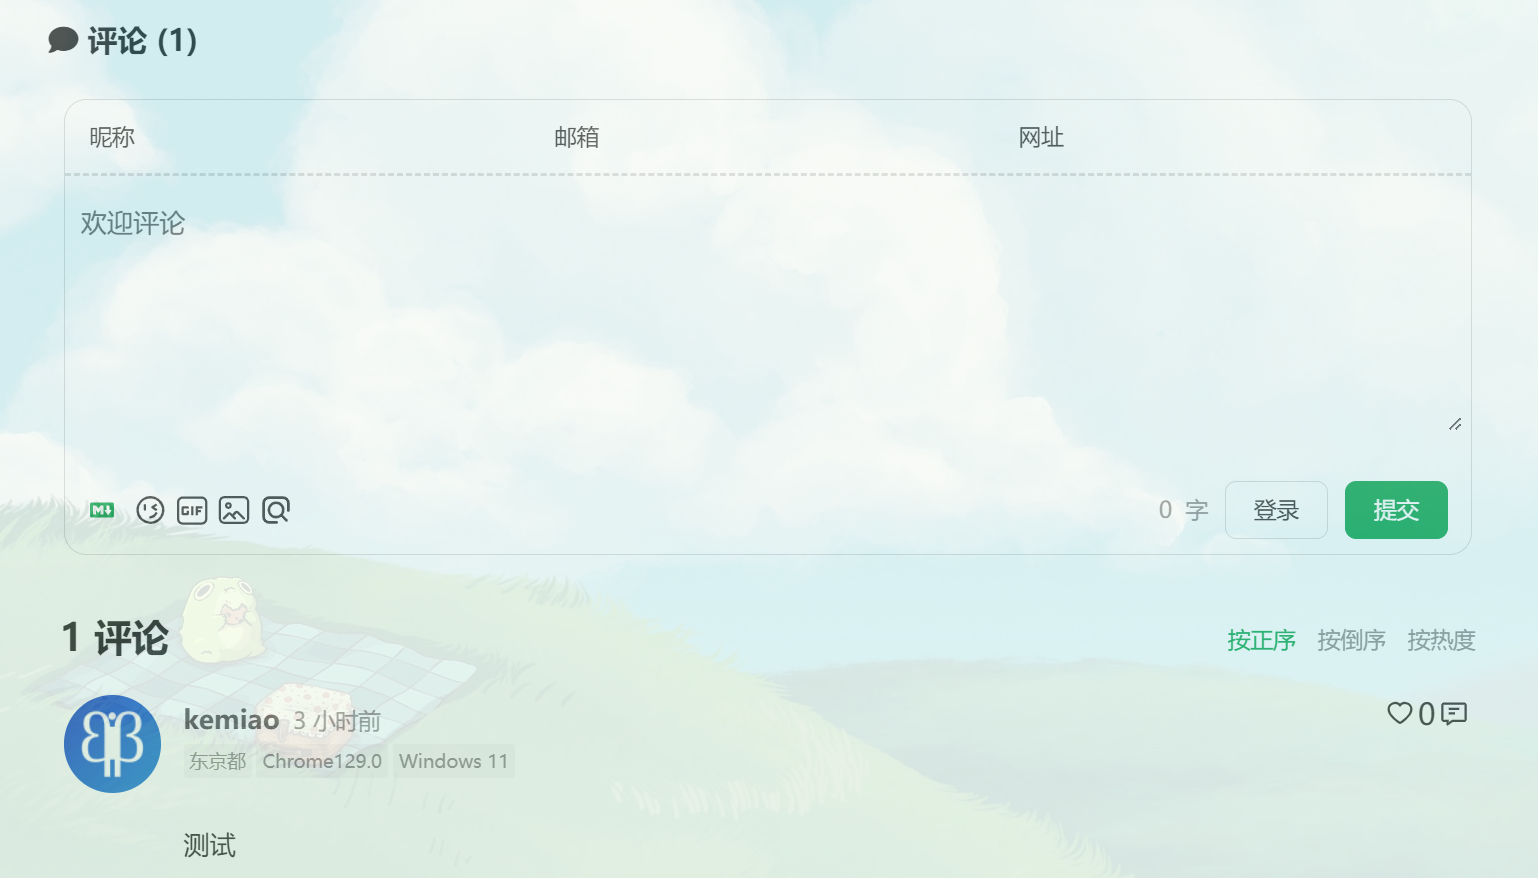 评论 (1)
昵称 邮箱 网址
欢迎评论
M GIF 0 字 登录 提交
1 评论 按正序 按倒序 按热度
kemiao 3 小时前 0
东京都 Chrome129.0 Windows 11
测试